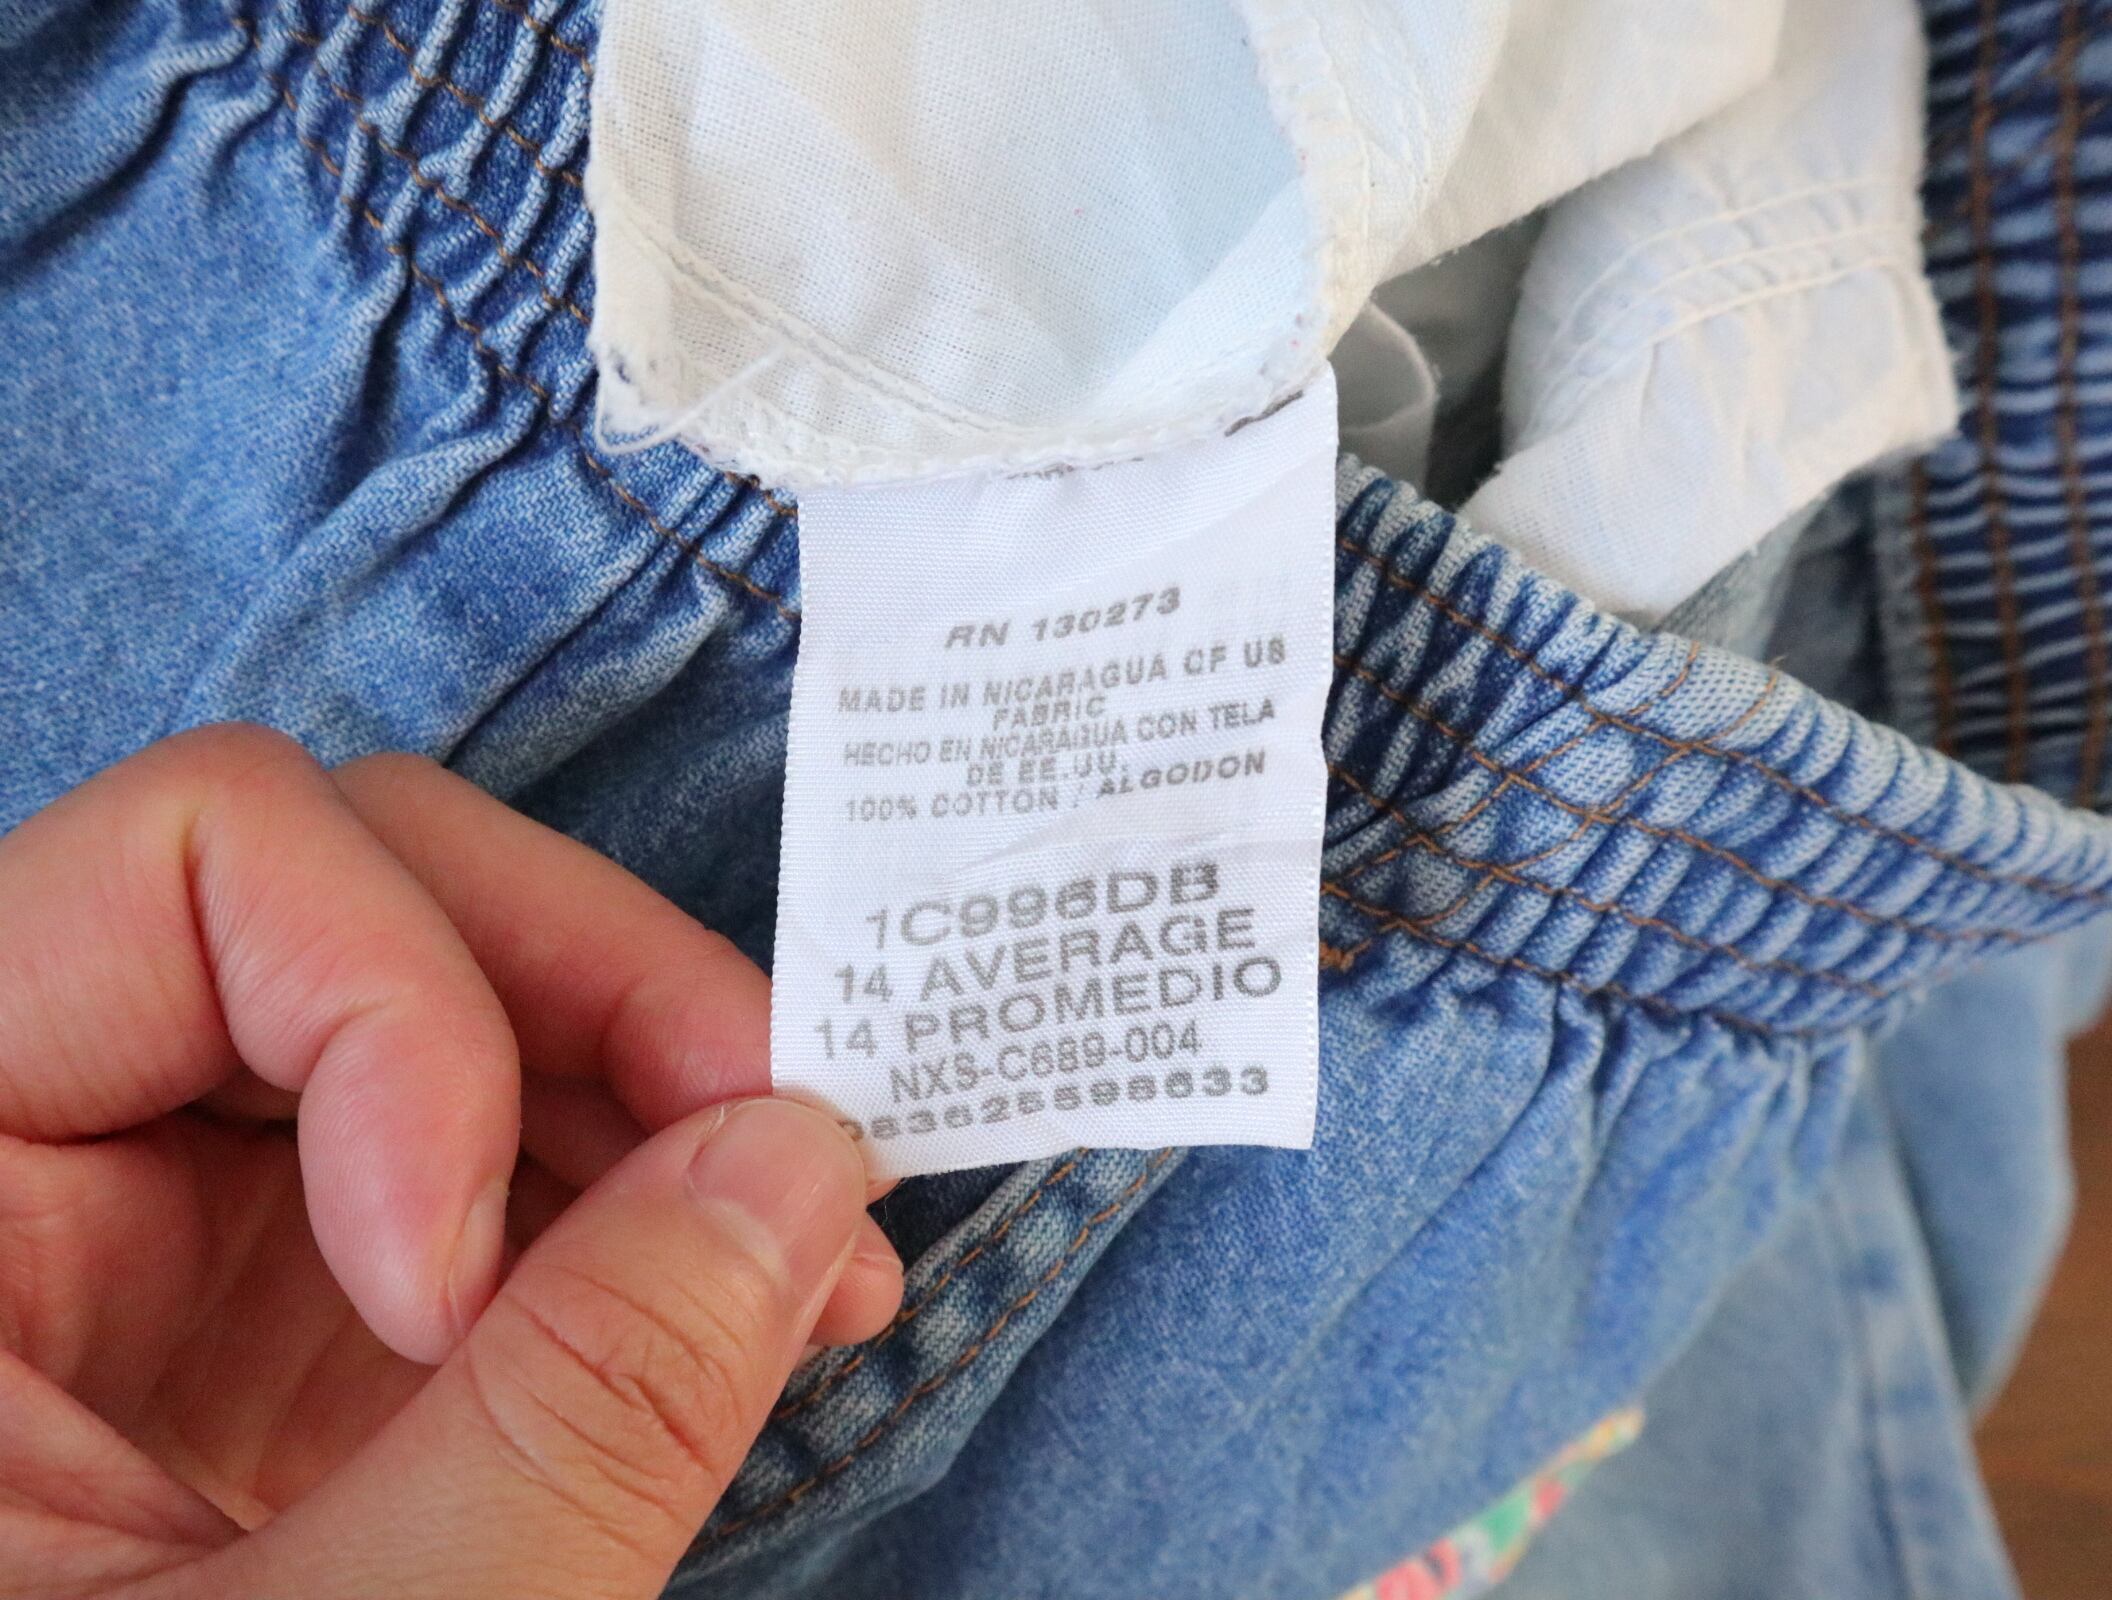 RN 130273
MADE IN NICARAGUA OF US
FABRIC
HECHO EN NICARAGUA CON TELA
DE EE.UU.
100% COTTON / ALGODON
1C996DB
14 AVERAGE
14 PROMEDIO
NXS-C689-004